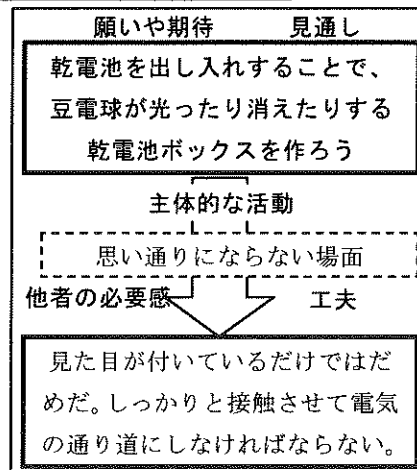 願いや期待　見通し
乾電池を出し入れすることで、
豆電球が光ったり消えたりする
乾電池ボックスを作ろう
主体的な活動
思い通りにならない場面
他者の必要感　工夫
見た目が付いているだけではだ
めだ。しっかりと接触させて電気
の通り道にしなければならない。